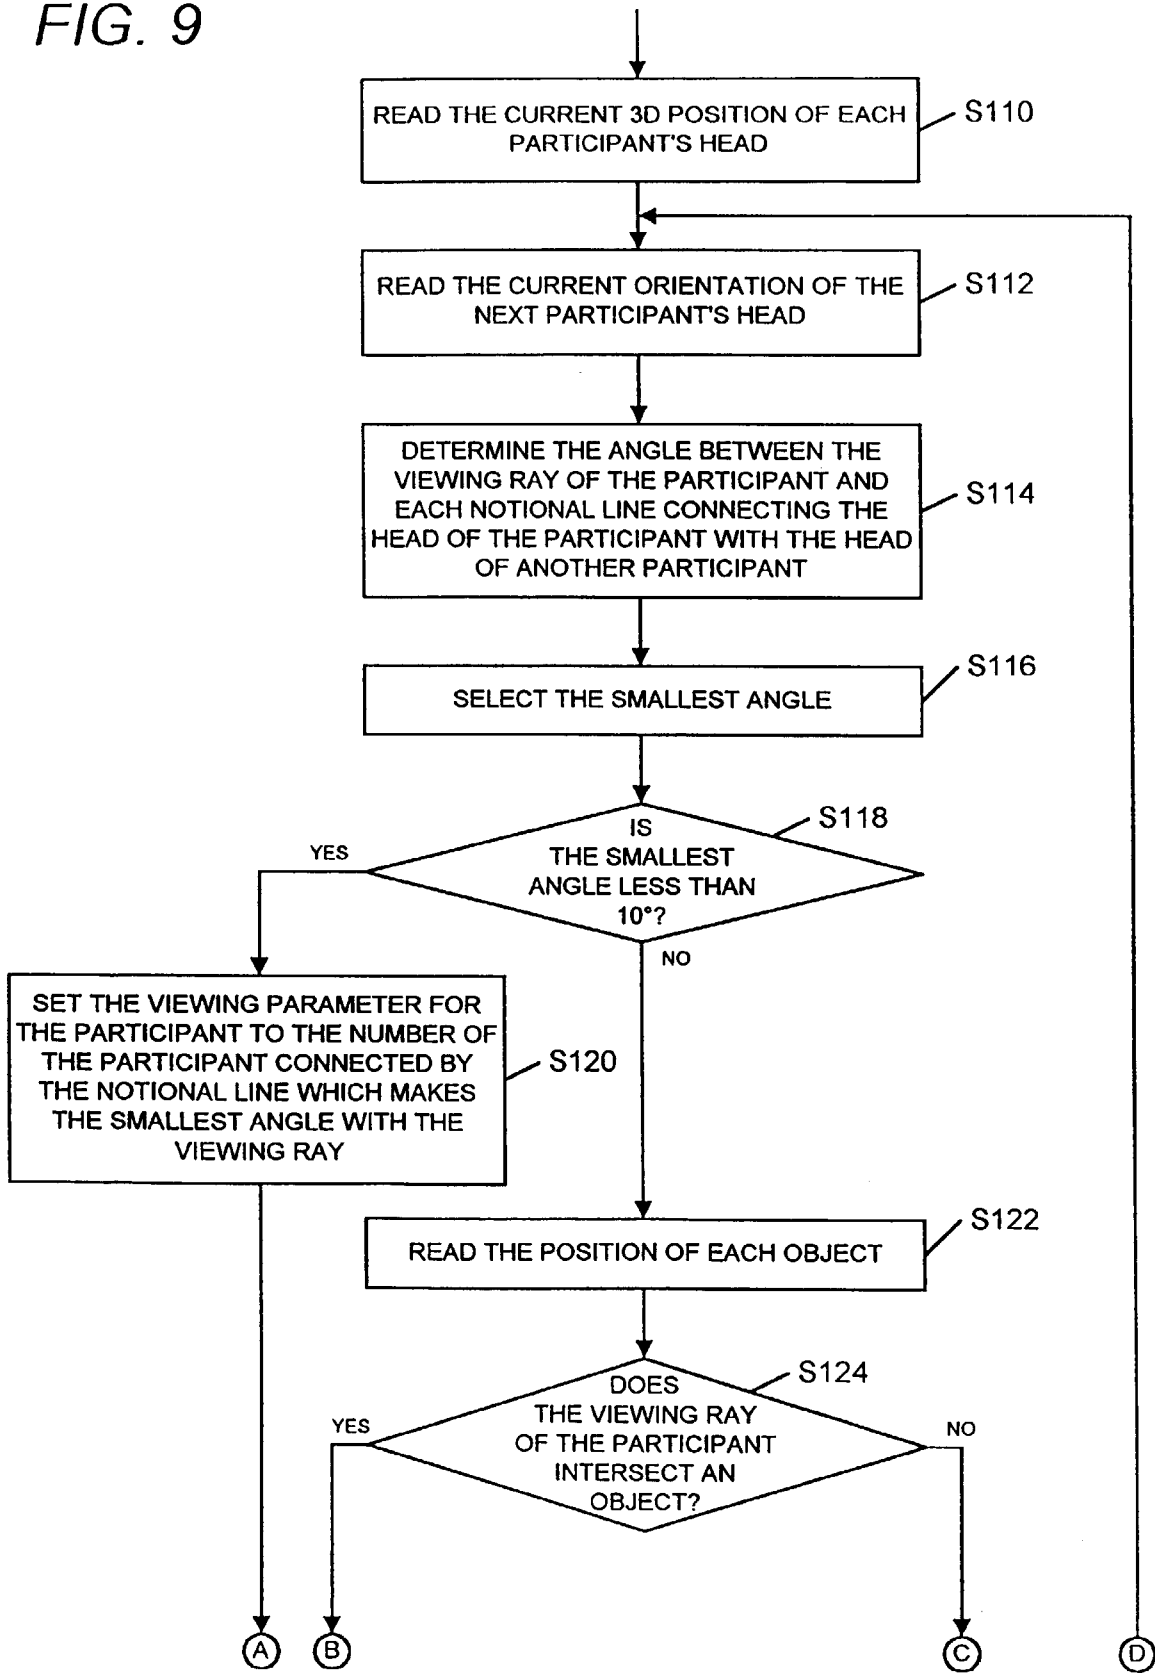 FIG. 9
READ THE CURRENT 3D POSITION OF EACH
PARTICIPANT'S HEAD
S110
READ THE CURRENT ORIENTATION OF THE
NEXT PARTICIPANT'S HEAD
S112
DETERMINE THE ANGLE BETWEEN THE
VIEWING RAY OF THE PARTICIPANT AND
EACH NOTIONAL LINE CONNECTING THE
HEAD OF THE PARTICIPANT WITH THE HEAD
OF ANOTHER PARTICIPANT
S114
SELECT THE SMALLEST ANGLE
S116
IS
THE SMALLEST
ANGLE LESS THAN
10°?
S118
YES
NO
SET THE VIEWING PARAMETER FOR
THE PARTICIPANT TO THE NUMBER OF
THE PARTICIPANT CONNECTED BY
THE NOTIONAL LINE WHICH MAKES
THE SMALLEST ANGLE WITH THE
VIEWING RAY
S120
READ THE POSITION OF EACH OBJECT
S122
DOES
THE VIEWING RAY
OF THE PARTICIPANT
INTERSECT AN
OBJECT?
S124
YES
NO
A
B
C
D